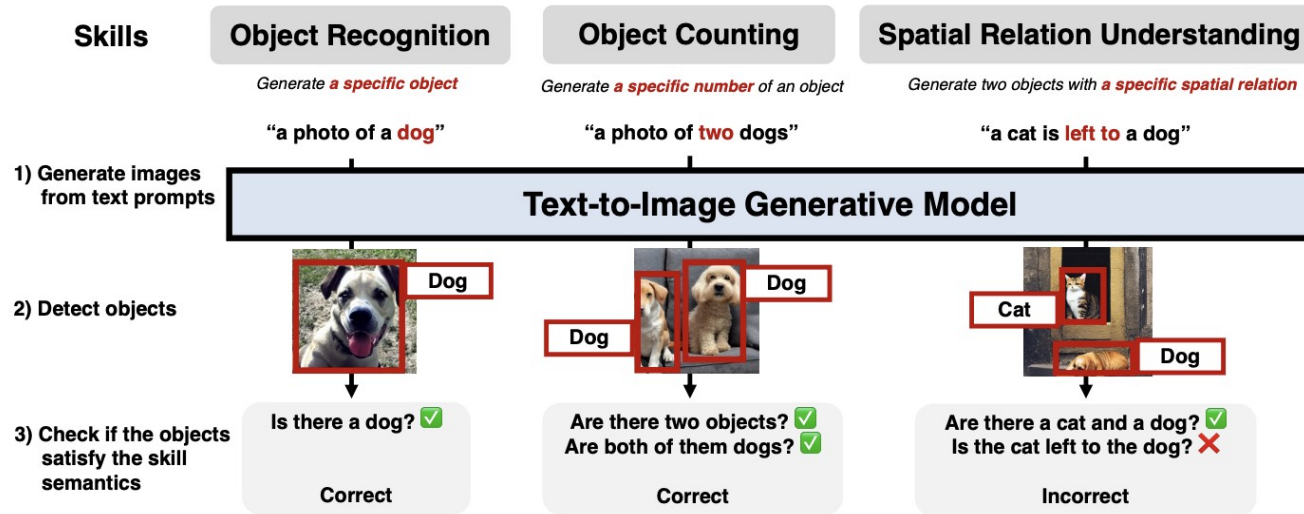 Skills
Object Recognition
Object Counting
Spatial Relation Understanding
Generate a specific object
Generate a specific number of an object
Generate two objects with a specific spatial relation
“a photo of a dog”
“a photo of two dogs”
“a cat is left to a dog”
1) Generate images
from text prompts
Text-to-Image Generative Model
2) Detect objects
Dog
Dog
Dog
Cat
Dog
3) Check if the objects
satisfy the skill
semantics
Is there a dog? ✅
Correct
Are there two objects? ✅
Are both of them dogs? ✅
Correct
Are there a cat and a dog? ✅
Is the cat left to the dog? ❌
Incorrect